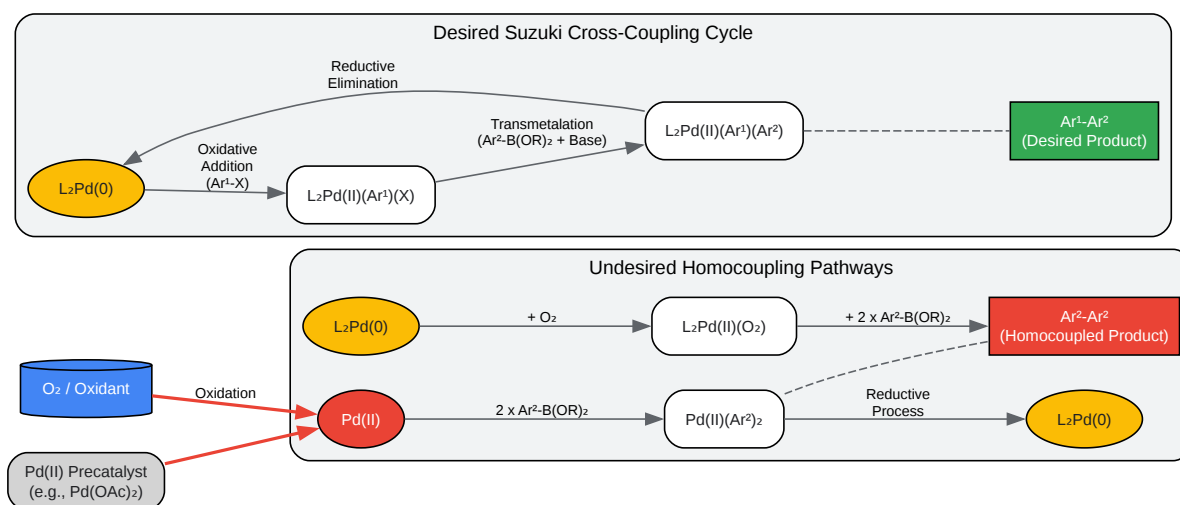 Desired Suzuki Cross-Coupling Cycle
Reductive
Elimination
Oxidative
Addition
(Ar¹-X)
Transmetalation
(Ar²-B(OR)₂ + Base)
L₂Pd(0)
L₂Pd(II)(Ar¹)(X)
L₂Pd(II)(Ar¹)(Ar²)
Ar¹-Ar²
(Desired Product)
Undesired Homocoupling Pathways
L₂Pd(0)
+ O₂
L₂Pd(II)(O₂)
+ 2 x Ar²-B(OR)₂
Ar²-Ar²
(Homocoupled Product)
O₂ / Oxidant
Oxidation
Pd(II)
2 x Ar²-B(OR)₂
Pd(II)(Ar²)₂
Reductive
Process
L₂Pd(0)
Pd(II) Precatalyst
(e.g., Pd(OAc)₂)